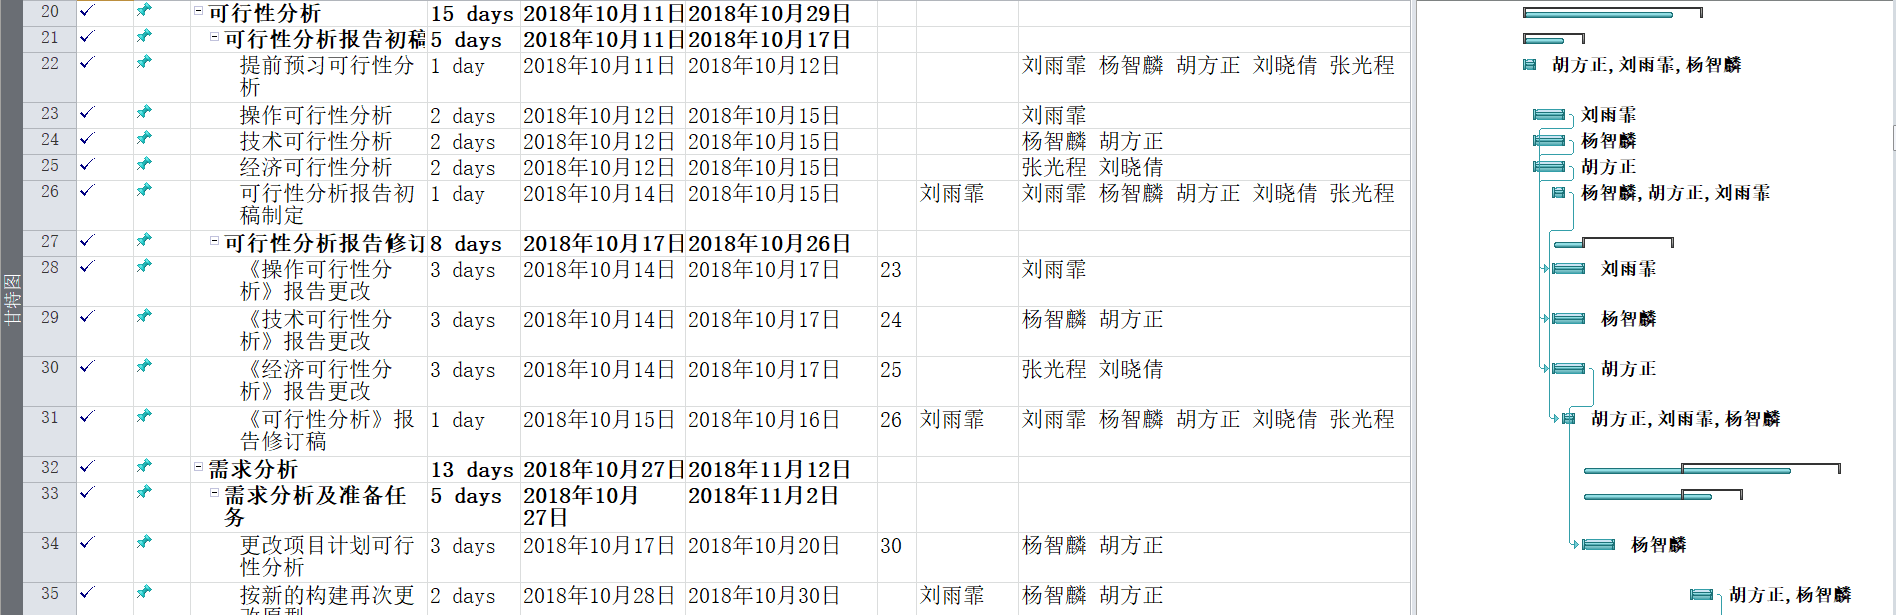 甘特图
20 可行性分析 15 days 2018年10月11日 2018年10月29日
21 可行性分析报告初稿 5 days 2018年10月11日 2018年10月17日
22 提前预习可行性分 1 day 2018年10月11日 2018年10月12日 刘雨霏 杨智麟 胡方正 刘晓倩 张光程 胡方正,刘雨霏,杨智麟
析
23 操作可行性分析 2 days 2018年10月12日 2018年10月15日 刘雨霏 刘雨霏
24 技术可行性分析 2 days 2018年10月12日 2018年10月15日 杨智麟 胡方正 杨智麟
25 经济可行性分析 2 days 2018年10月12日 2018年10月15日 张光程 刘晓倩 胡方正
26 可行性分析报告初 1 day 2018年10月14日 2018年10月15日 刘雨霏 刘雨霏 杨智麟 胡方正 刘晓倩 张光程 杨智麟,胡方正,刘雨霏
稿制定
27 可行性分析报告修订 8 days 2018年10月17日 2018年10月26日
28 《操作可行性分 3 days 2018年10月14日 2018年10月17日 23 刘雨霏 刘雨霏
析》报告更改
29 《技术可行性分 3 days 2018年10月14日 2018年10月17日 24 杨智麟 胡方正 杨智麟
析》报告更改
30 《经济可行性分 3 days 2018年10月14日 2018年10月17日 25 张光程 刘晓倩 胡方正
析》报告更改
31 《可行性分析》报 1 day 2018年10月15日 2018年10月16日 26 刘雨霏 刘雨霏 杨智麟 胡方正 刘晓倩 张光程 胡方正,刘雨霏,杨智麟
告修订稿
32 需求分析 13 days 2018年10月27日 2018年11月12日
33 需求分析及准备任 5 days 2018年10月 2018年11月2日
务 27日
34 更改项目计划可行 3 days 2018年10月17日 2018年10月20日 30 杨智麟 胡方正 杨智麟
性分析
35 按新的构建再次更 2 days 2018年10月28日 2018年10月30日 刘雨霏 杨智麟 胡方正 胡方正,杨智麟